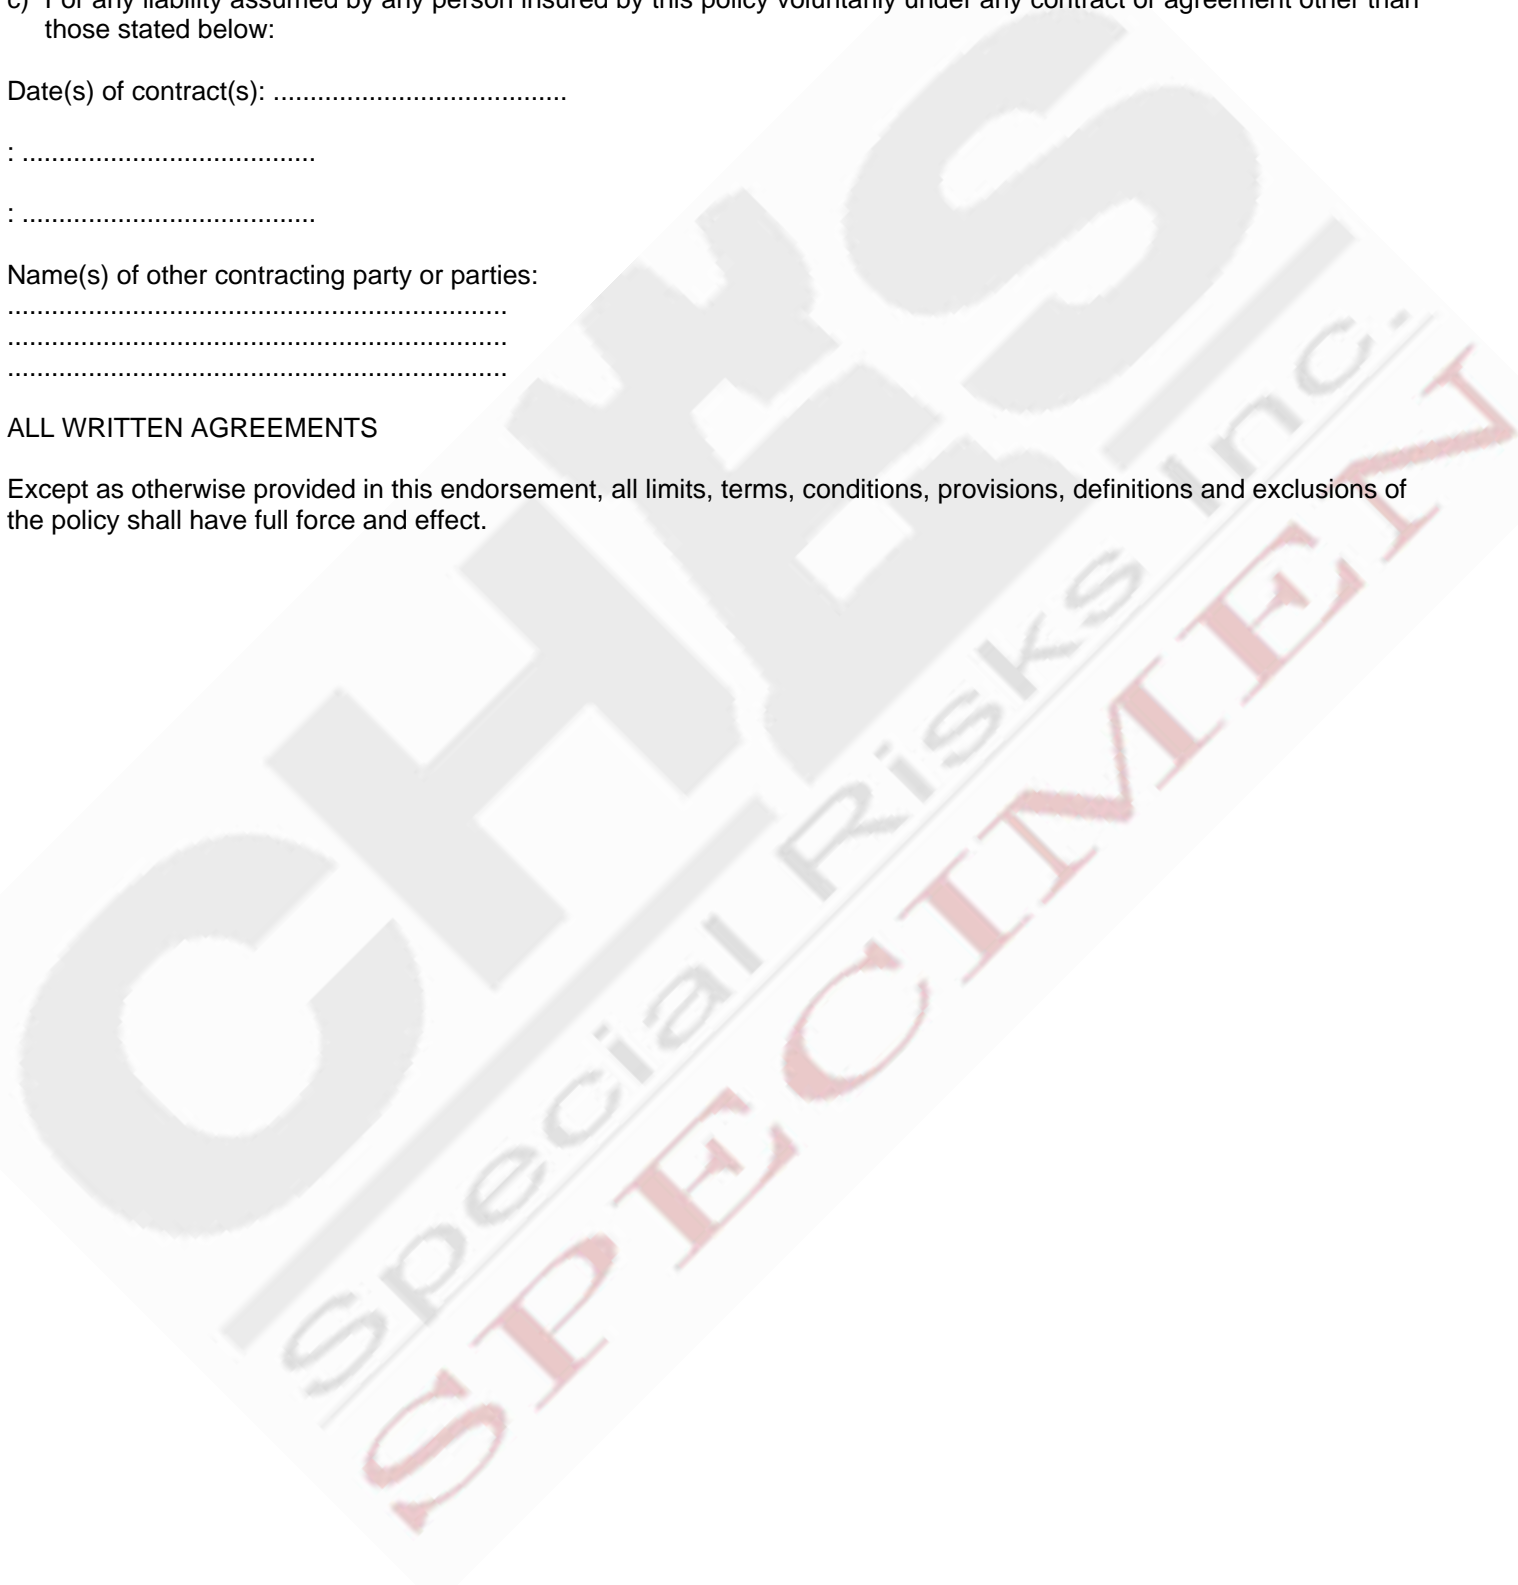 c) For any liability assumed by any person insured by this policy voluntarily under any contract or agreement other than
those stated below:
Date(s) of contract(s): ........................................
: ........................................
: ........................................
Name(s) of other contracting party or parties:
....................................................................
....................................................................
....................................................................
ALL WRITTEN AGREEMENTS
Except as otherwise provided in this endorsement, all limits, terms, conditions, provisions, definitions and exclusions of
the policy shall have full force and effect.
CHES
Special Risks Inc.
SPECIMEN